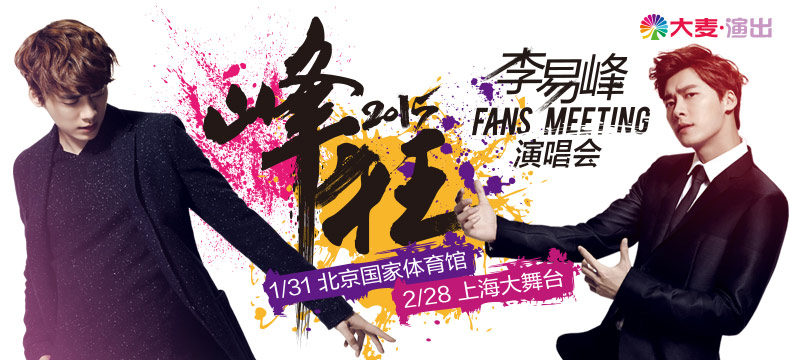 大麦·演出
峰狂
2015
李易峰
FANS MEETING
演唱会
1/31 北京国家体育馆
2/28 上海大舞台